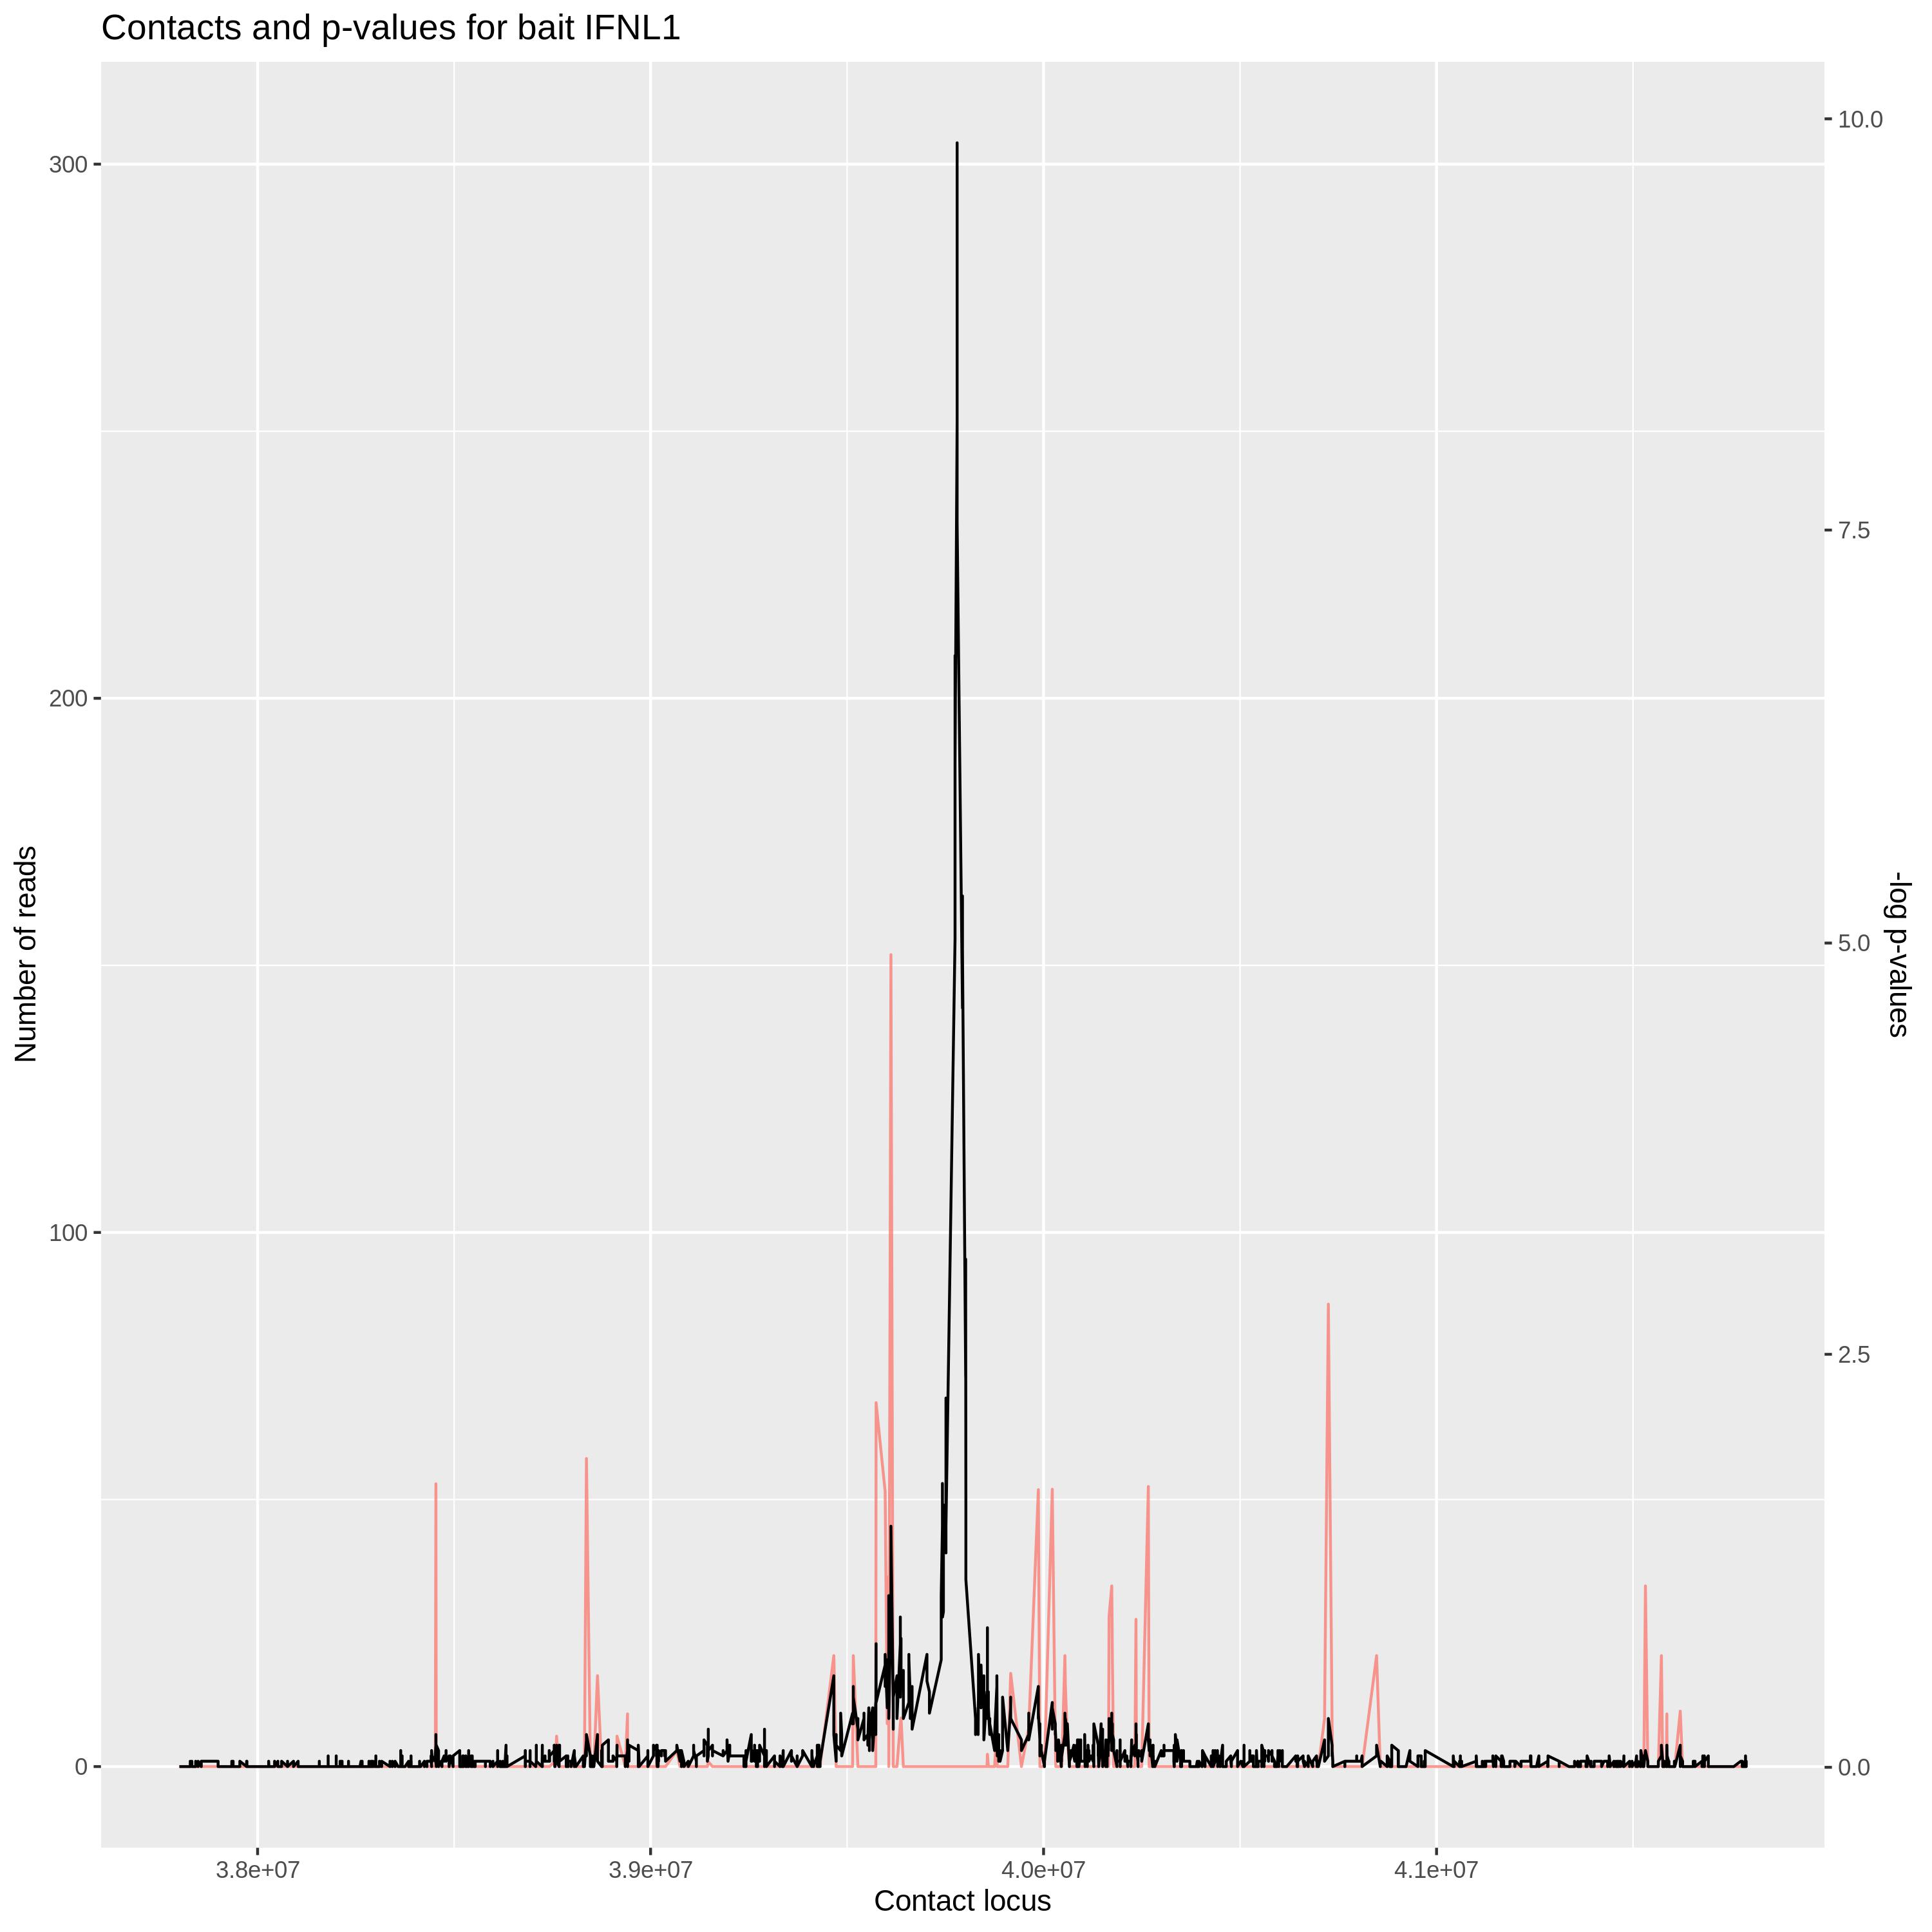 Contacts and p-values for bait IFNL1
300
200
100
0
Number of reads
10.0
7.5
5.0
2.5
0.0
-log p-values
3.8e+07 3.9e+07 4.0e+07 4.1e+07
Contact locus